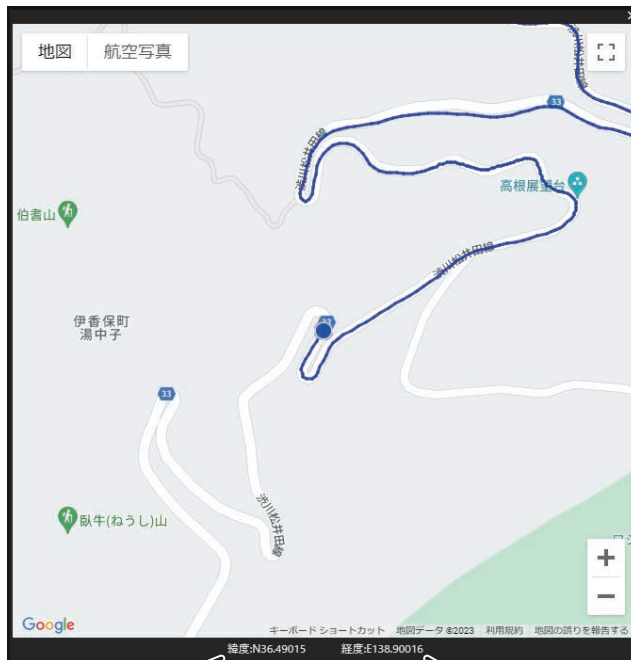 地図 航空写真
33
渋川松井田線
高根展望台
伯耆山
渋川松井田線
伊香保町
湯中子
33
渋川松井田線
臥牛(ねうし)山
Google
キーボード ショートカット 地図データ ©2023 利用規約 地図の誤りを報告する
緯度:N36.49015 経度:E138.90016